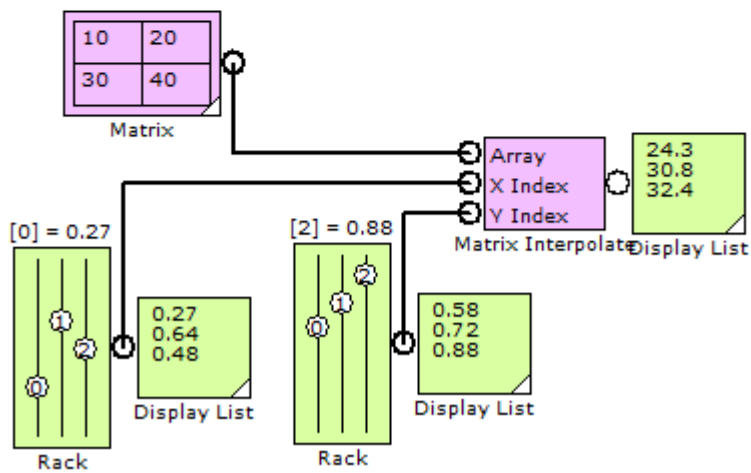 10 20
30 40
Matrix
Array
X Index
Y Index
Matrix Interpolate
24.3
30.8
32.4
Display List
[0] = 0.27
0
1
2
Rack
0.27
0.64
0.48
Display List
[2] = 0.88
0
1
2
Rack
0.58
0.72
0.88
Display List